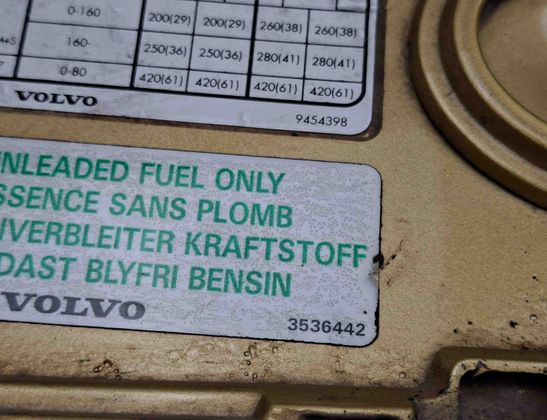 0-160 200(29) 200(29) 260(38) 260(38)
160- 250(36) 250(36) 280(41) 280(41)
0-80 420(61) 420(61) 420(61) 420(61)
VOLVO
9454398
NLEADED FUEL ONLY
SSENCE SANS PLOMB
VERBLEITER KRAFTSTOFF
DAST BLYFRI BENSIN
VOLVO
3536442